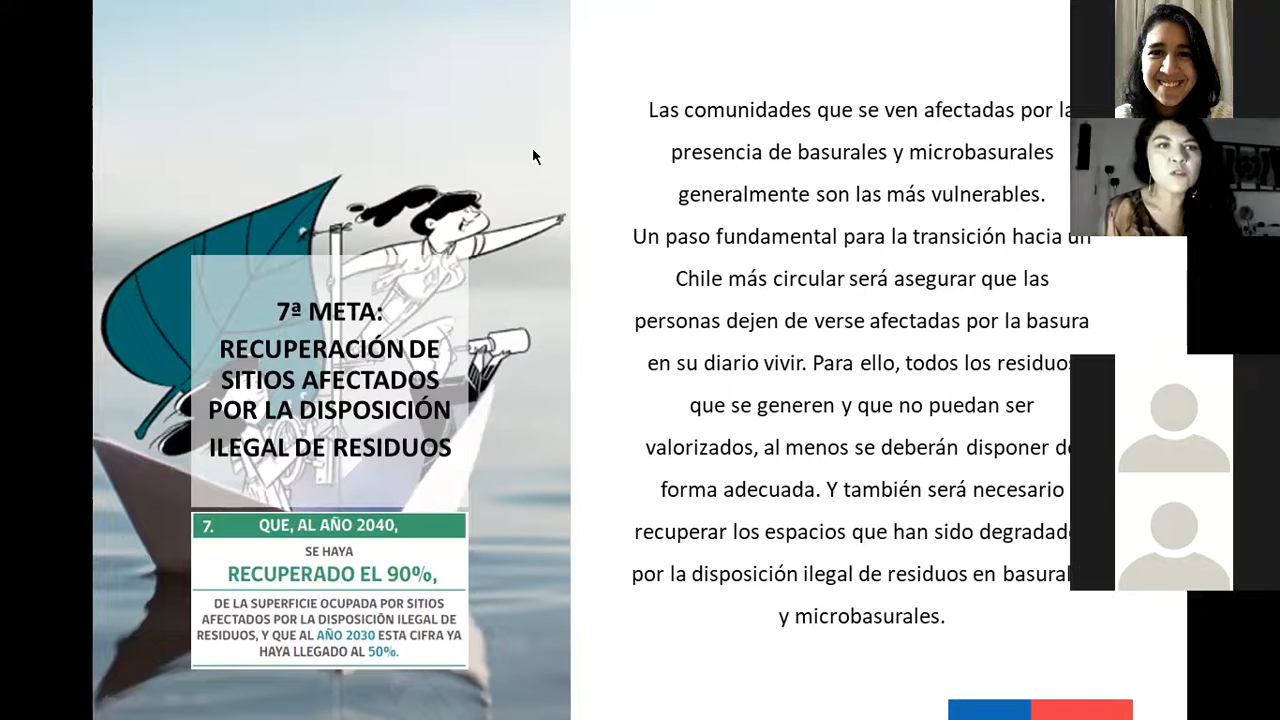 7ª META:
RECUPERACIÓN DE
SITIOS AFECTADOS
POR LA DISPOSICIÓN
ILEGAL DE RESIDUOS
7. QUE, AL AÑO 2040,
SE HAYA
RECUPERADO EL 90%,
DE LA SUPERFICIE OCUPADA POR SITIOS
AFECTADOS POR LA DISPOSICIÓN ILEGAL DE
RESIDUOS, Y QUE AL AÑO 2030 ESTA CIFRA YA
HAYA LLEGADO AL 50%.
Las comunidades que se ven afectadas por la
presencia de basurales y microbasurales
generalmente son las más vulnerables.
Un paso fundamental para la transición hacia un
Chile más circular será asegurar que las
personas dejen de verse afectadas por la basura
en su diario vivir. Para ello, todos los residuos
que se generen y que no puedan ser
valorizados, al menos se deberán disponer de
forma adecuada. Y también será necesario
recuperar los espacios que han sido degradado
por la disposición ilegal de residuos en basural
y microbasurales.